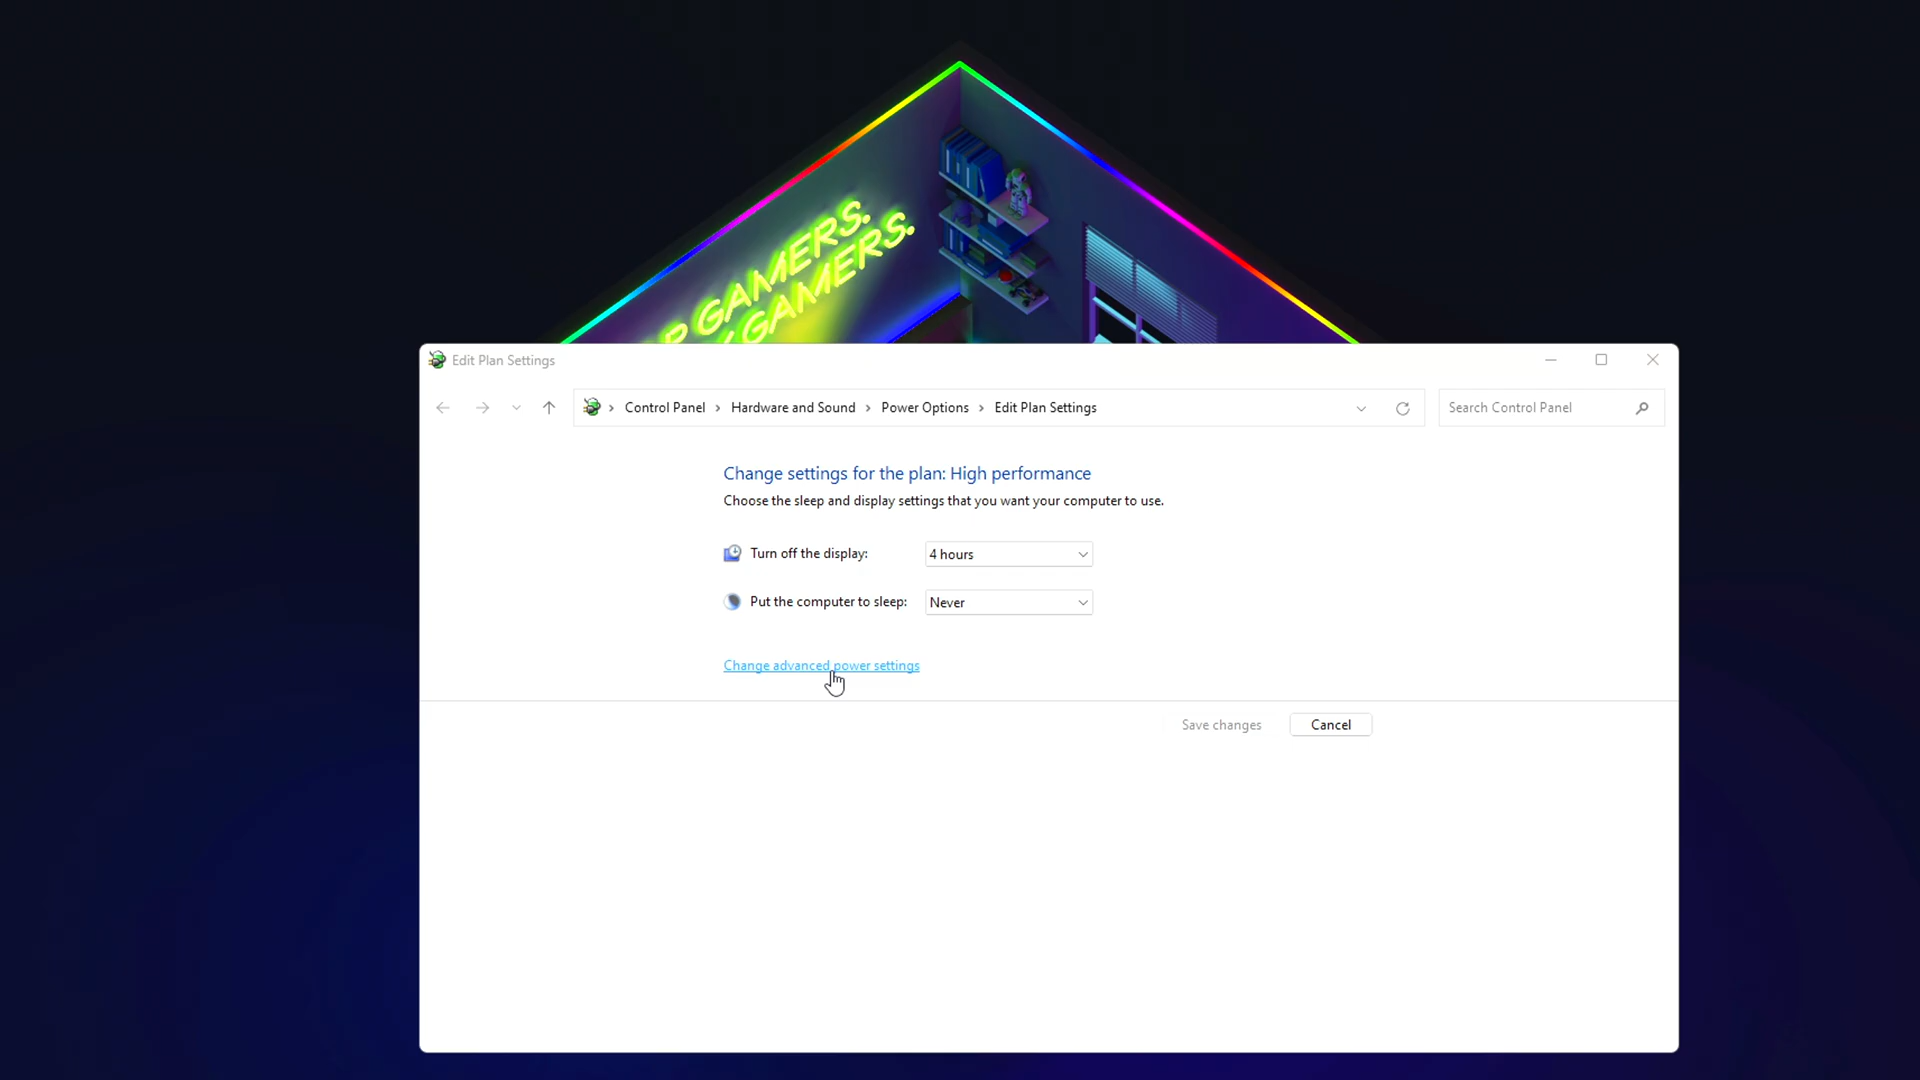 GAMERS.
GAMERS.
Edit Plan Settings
Control Panel > Hardware and Sound > Power Options > Edit Plan Settings
Search Control Panel
Change settings for the plan: High performance
Choose the sleep and display settings that you want your computer to use.
Turn off the display: 4 hours
Put the computer to sleep: Never
Change advanced power settings
Save changes Cancel